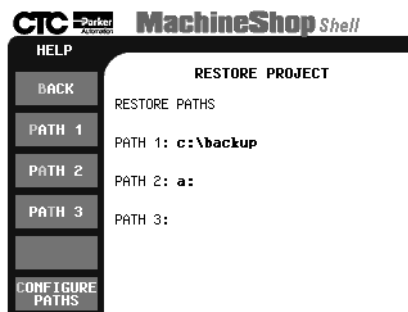 CTC Parker Automation MachineShop Shell
HELP
RESTORE PROJECT
BACK
RESTORE PATHS
PATH 1
PATH 1: c:\backup
PATH 2
PATH 2: a:
PATH 3
PATH 3:
CONFIGURE
PATHS